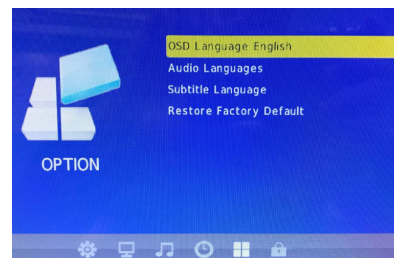 OSD Language English
Audio Languages
Subtitle Language
Restore Factory Default
OPTION